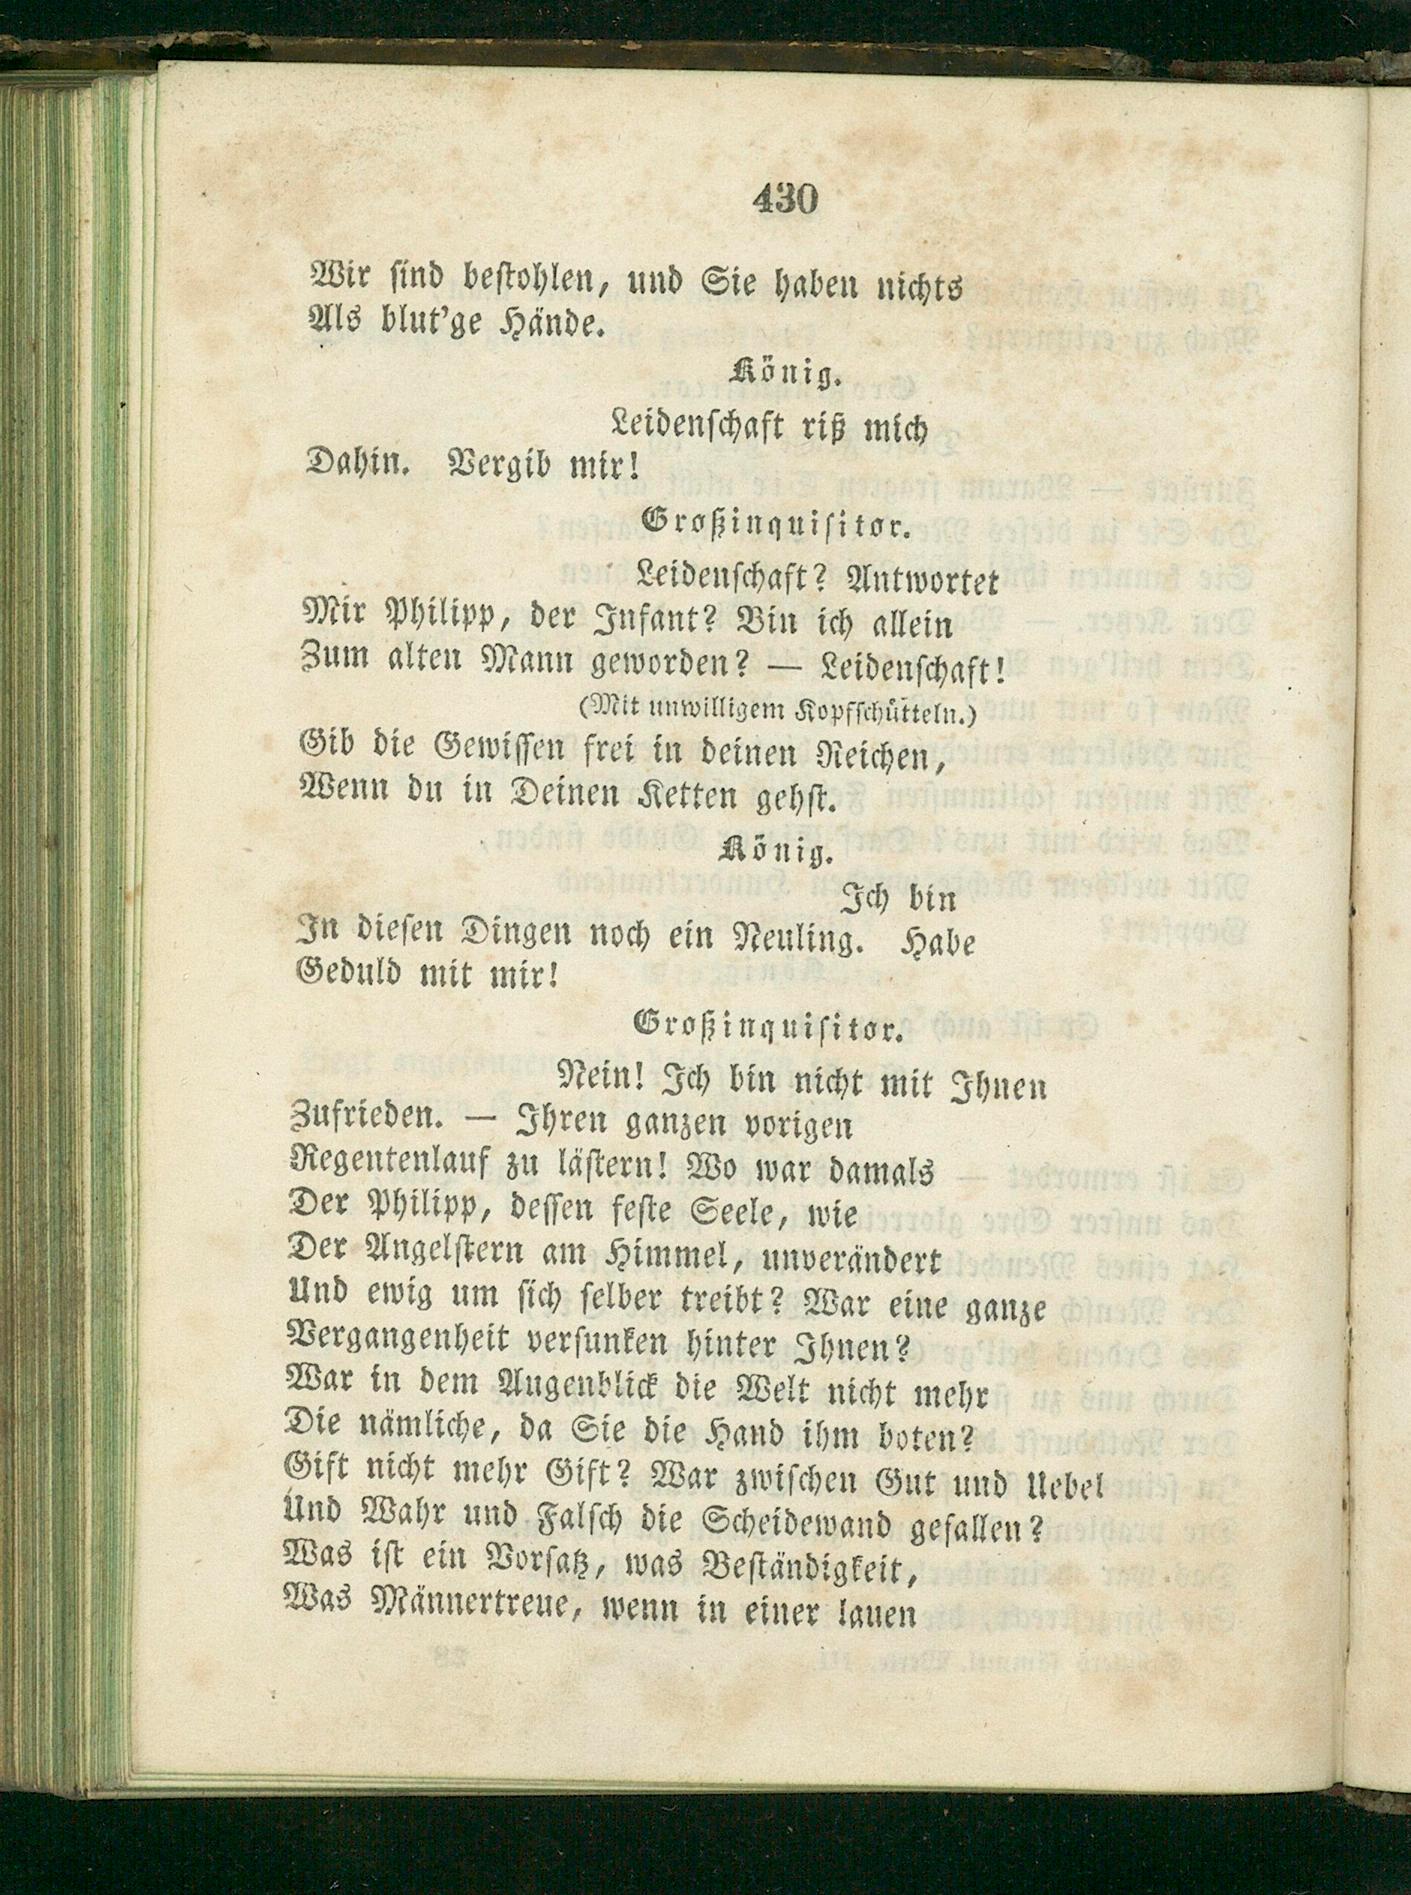 430
Wir sind bestohlen, und Sie haben nichts
Als blut'ge Hände.
König.
Leidenschaft riß mich
Dahin. Vergib mir!
Großinquisitor.
Leidenschaft? Antwortet
Mir Philipp, der Infant? Bin ich allein
Zum alten Mann geworden? — Leidenschaft!
(Mit unwilligem Kopfschütteln.)
Gib die Gewissen frei in deinen Reichen,
Wenn du in Deinen Ketten gehst.
König.
Ich bin
In diesen Dingen noch ein Neuling. Habe
Geduld mit mir!
Großinquisitor.
Nein! Ich bin nicht mit Ihnen
Zufrieden. — Ihren ganzen vorigen
Regentenlauf zu lästern! Wo war damals
Der Philipp, dessen feste Seele, wie
Der Angelstern am Himmel, unverändert
Und ewig um sich selber treibt? War eine ganze
Vergangenheit versunken hinter Ihnen?
War in dem Augenblick die Welt nicht mehr
Die nämliche, da Sie die Hand ihm boten?
Gift nicht mehr Gift? War zwischen Gut und Uebel
Und Wahr und Falsch die Scheidewand gefallen?
Was ist ein Vorsatz, was Beständigkeit,
Was Männertreue, wenn in einer lauen